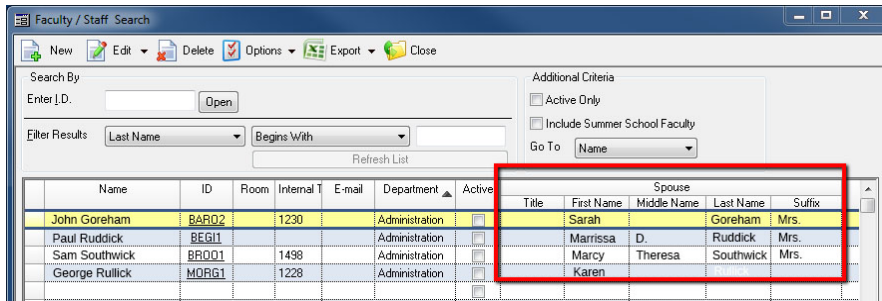 Faculty / Staff Search
New Edit Delete Options Export Close
Search By
Additional Criteria
Enter I.D. Open
Active Only
Include Summer School Faculty
Filter Results Last Name Begins With
Go To Name
Refresh List
Spouse
Name ID Room Internal T E-mail Department Active
Title First Name Middle Name Last Name Suffix
John Goreham BARO2 1230 Administration Sarah Goreham Mrs.
Paul Ruddick BEGI1 Administration Marrissa D. Ruddick Mrs.
Sam Southwick BROO1 1498 Administration Marcy Theresa Southwick Mrs.
George Rullick MORG1 1228 Administration Karen Rullick